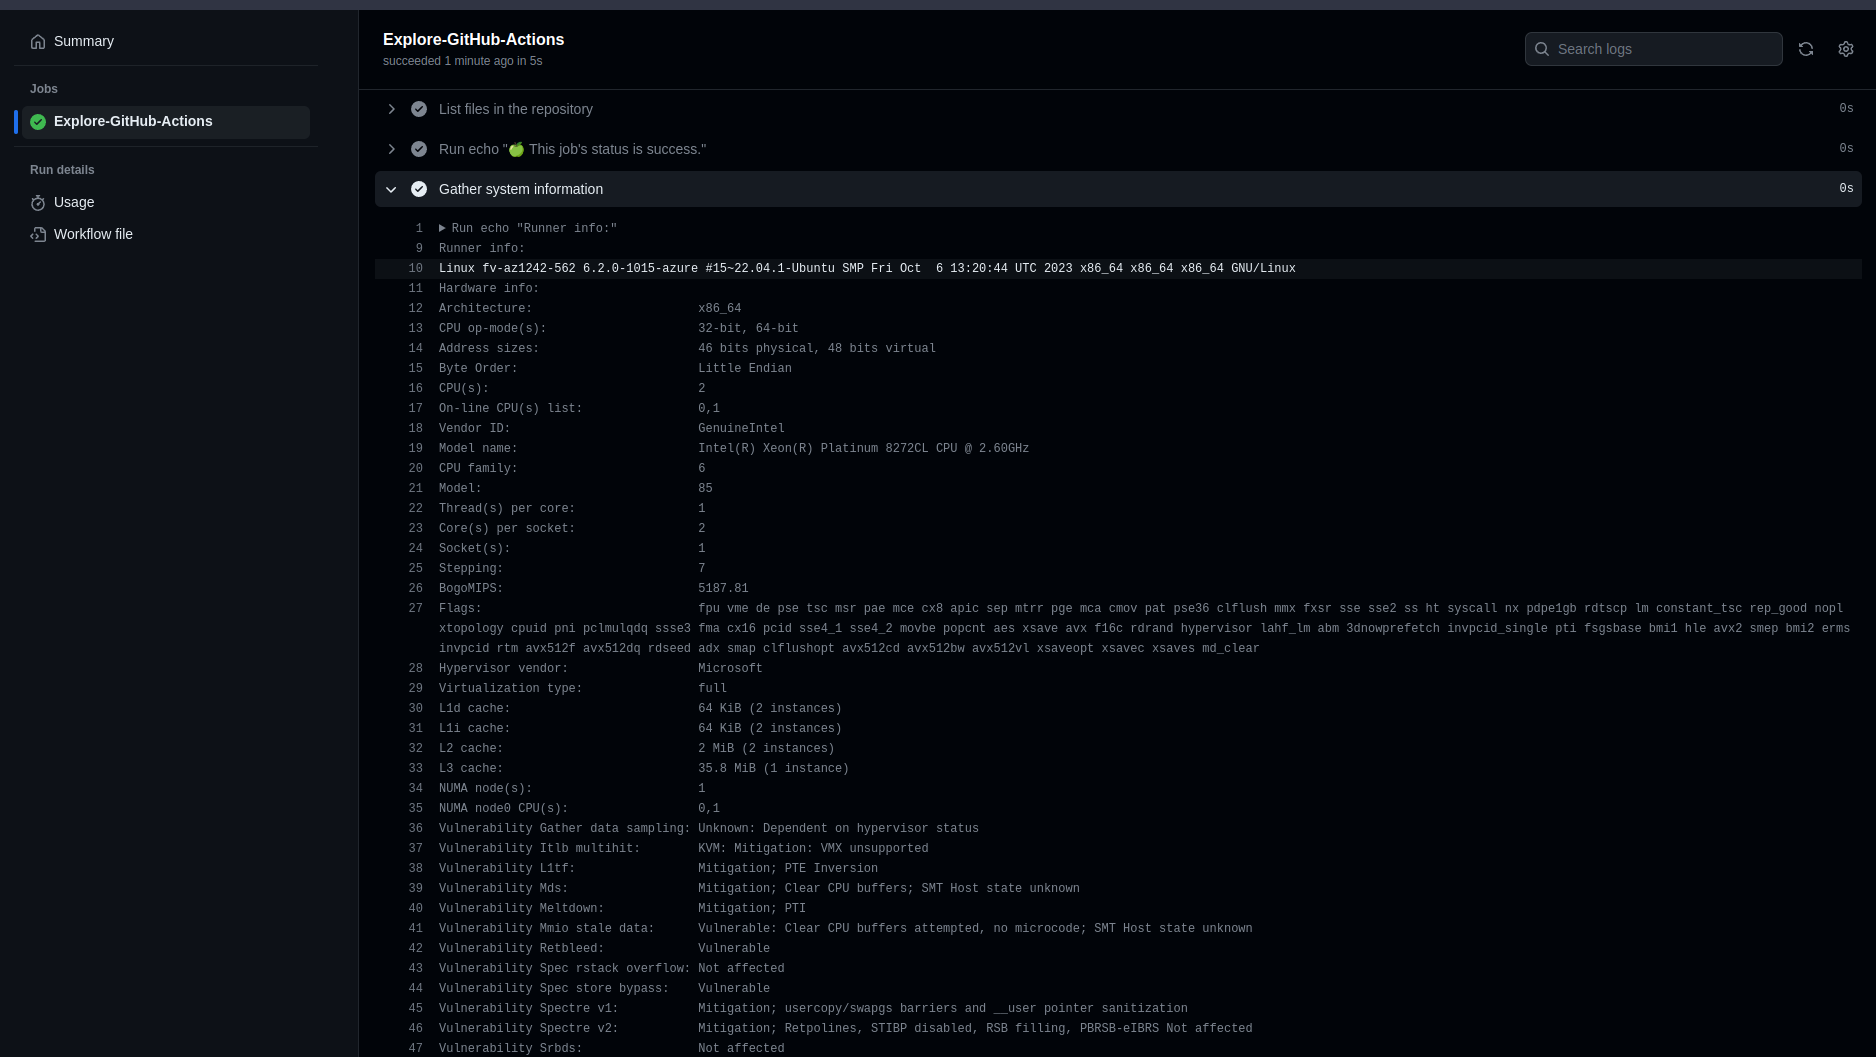 Summary
Jobs
Explore-GitHub-Actions
Run details
Usage
Workflow file
Explore-GitHub-Actions
succeeded 1 minute ago in 5s
Search logs
List files in the repository 0s
Run echo "🍏 This job's status is success." 0s
Gather system information 0s
1 Run echo "Runner info:"
9 Runner info:
10 Linux fv-az1242-562 6.2.0-1015-azure #15~22.04.1-Ubuntu SMP Fri Oct  6 13:20:44 UTC 2023 x86_64 x86_64 x86_64 GNU/Linux
11 Hardware info:
12 Architecture: x86_64
13 CPU op-mode(s): 32-bit, 64-bit
14 Address sizes: 46 bits physical, 48 bits virtual
15 Byte Order: Little Endian
16 CPU(s): 2
17 On-line CPU(s) list: 0,1
18 Vendor ID: GenuineIntel
19 Model name: Intel(R) Xeon(R) Platinum 8272CL CPU @ 2.60GHz
20 CPU family: 6
21 Model: 85
22 Thread(s) per core: 1
23 Core(s) per socket: 2
24 Socket(s): 1
25 Stepping: 7
26 BogoMIPS: 5187.81
27 Flags: fpu vme de pse tsc msr pae mce cx8 apic sep mtrr pge mca cmov pat pse36 clflush mmx fxsr sse sse2 ss ht syscall nx pdpe1gb rdtscp lm constant_tsc rep_good nopl
xtopology cpuid pni pclmulqdq ssse3 fma cx16 pcid sse4_1 sse4_2 movbe popcnt aes xsave avx f16c rdrand hypervisor lahf_lm abm 3dnowprefetch invpcid_single pti fsgsbase bmi1 hle avx2 smep bmi2 erms
invpcid rtm avx512f avx512dq rdseed adx smap clflushopt avx512cd avx512bw avx512vl xsaveopt xsavec xsaves md_clear
28 Hypervisor vendor: Microsoft
29 Virtualization type: full
30 L1d cache: 64 KiB (2 instances)
31 L1i cache: 64 KiB (2 instances)
32 L2 cache: 2 MiB (2 instances)
33 L3 cache: 35.8 MiB (1 instance)
34 NUMA node(s): 1
35 NUMA node0 CPU(s): 0,1
36 Vulnerability Gather data sampling: Unknown: Dependent on hypervisor status
37 Vulnerability Itlb multihit: KVM: Mitigation: VMX unsupported
38 Vulnerability L1tf: Mitigation; PTE Inversion
39 Vulnerability Mds: Mitigation; Clear CPU buffers; SMT Host state unknown
40 Vulnerability Meltdown: Mitigation; PTI
41 Vulnerability Mmio stale data: Vulnerable: Clear CPU buffers attempted, no microcode; SMT Host state unknown
42 Vulnerability Retbleed: Vulnerable
43 Vulnerability Spec rstack overflow: Not affected
44 Vulnerability Spec store bypass: Vulnerable
45 Vulnerability Spectre v1: Mitigation; usercopy/swapgs barriers and __user pointer sanitization
46 Vulnerability Spectre v2: Mitigation; Retpolines, STIBP disabled, RSB filling, PBRSB-eIBRS Not affected
47 Vulnerability Srbds: Not affected